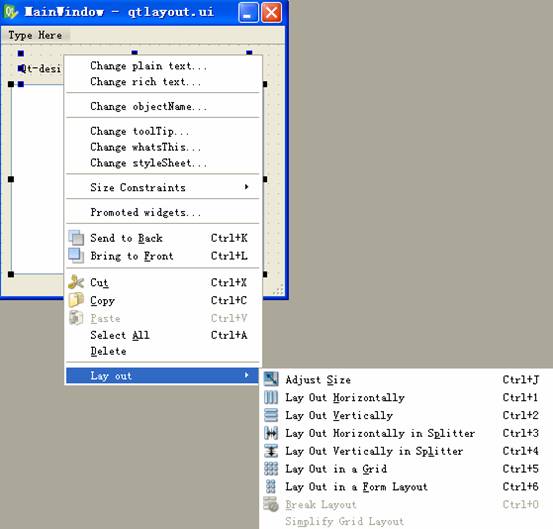 MainWindow - qtlayout.ui
Type Here
Qt-desi
Change plain text...
Change rich text...
Change objectName...
Change toolTip...
Change whatsThis...
Change styleSheet...
Size Constraints
Promoted widgets...
Send to Back Ctrl+K
Bring to Front Ctrl+L
Cut Ctrl+X
Copy Ctrl+C
Paste Ctrl+V
Select All Ctrl+A
Delete
Lay out
Adjust Size Ctrl+J
Lay Out Horizontally Ctrl+1
Lay Out Vertically Ctrl+2
Lay Out Horizontally in Splitter Ctrl+3
Lay Out Vertically in Splitter Ctrl+4
Lay Out in a Grid Ctrl+5
Lay Out in a Form Layout Ctrl+6
Break Layout Ctrl+0
Simplify Grid Layout